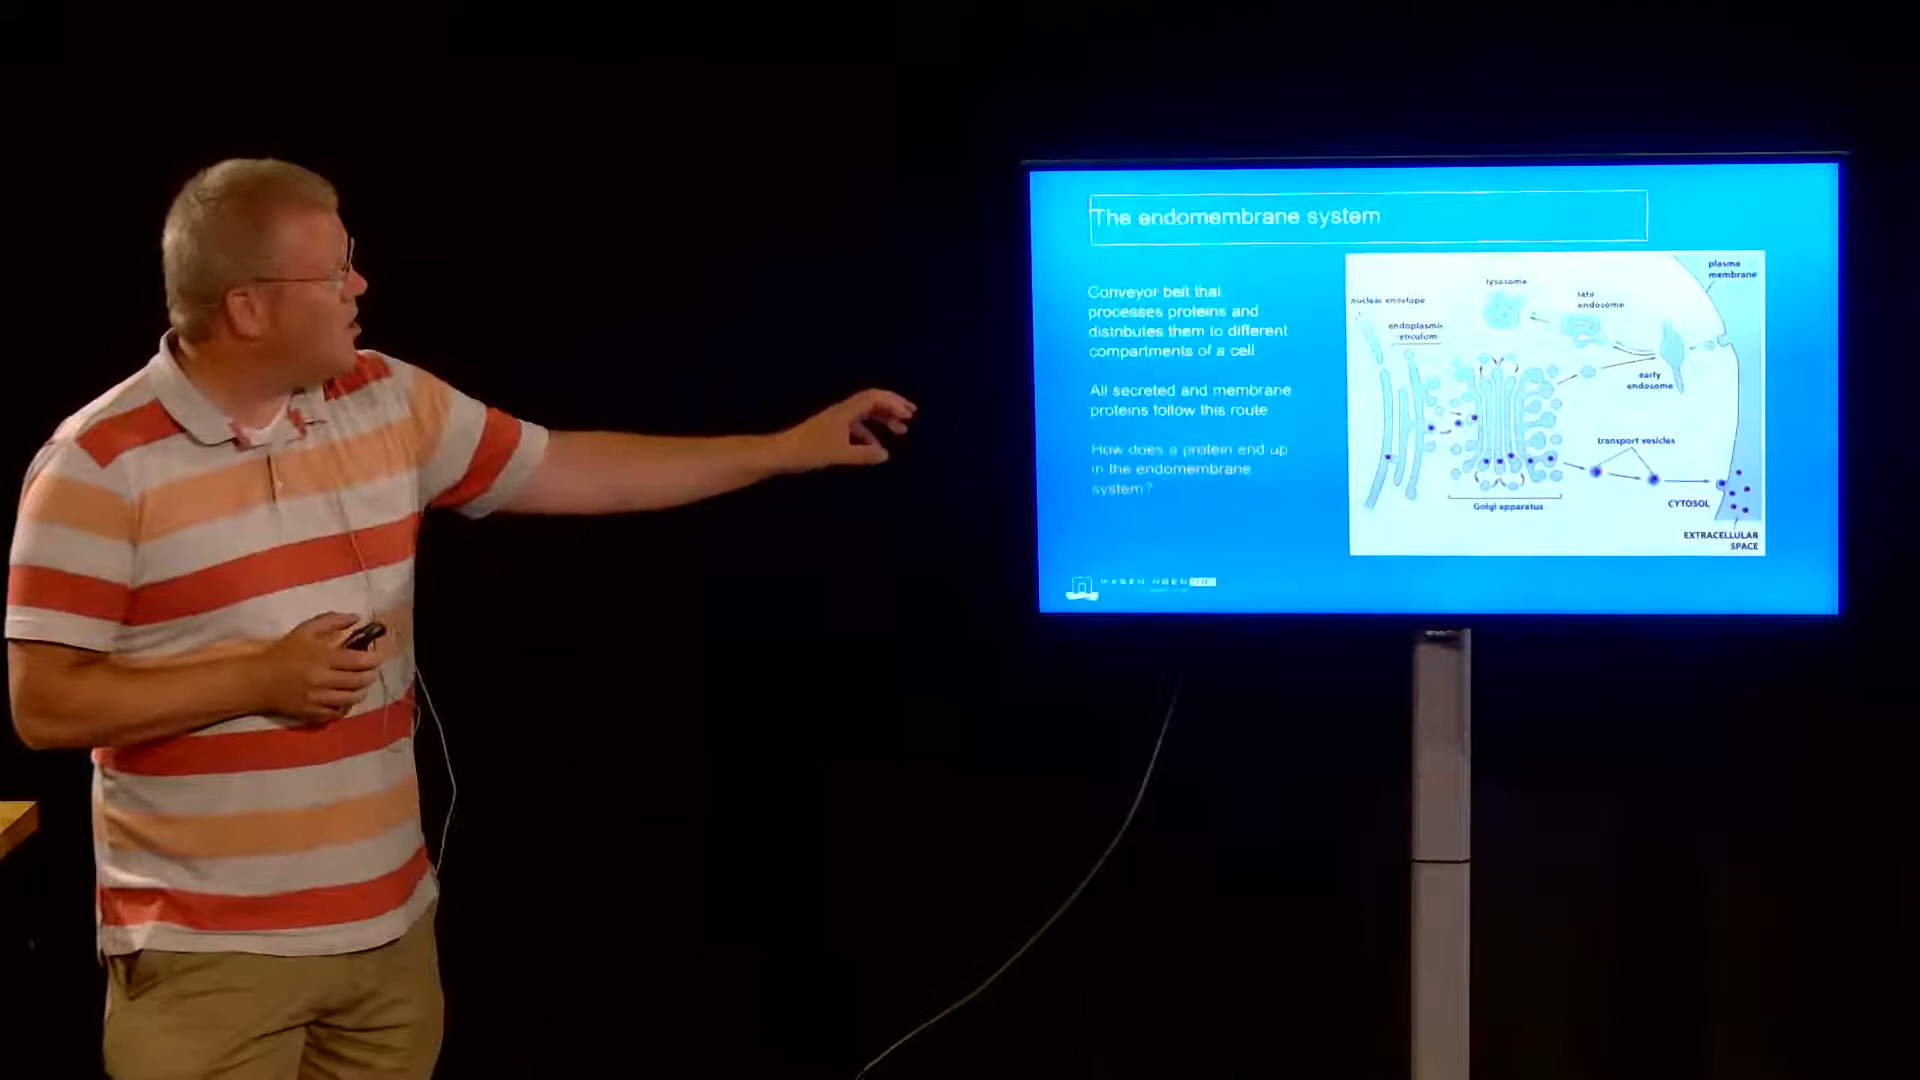 The endomembrane system
Conveyor belt that
processes proteins and
distributes them to different
compartments of a cell
All secreted and membrane
proteins follow this route
How does a protein end up
in the endomembrane
system?
plasma
membrane
lysosome
late
endosome
nuclear envelope
endoplasmic
reticulum
early
endosome
transport vesicles
Golgi apparatus
CYTOSOL
EXTRACELLULAR
SPACE